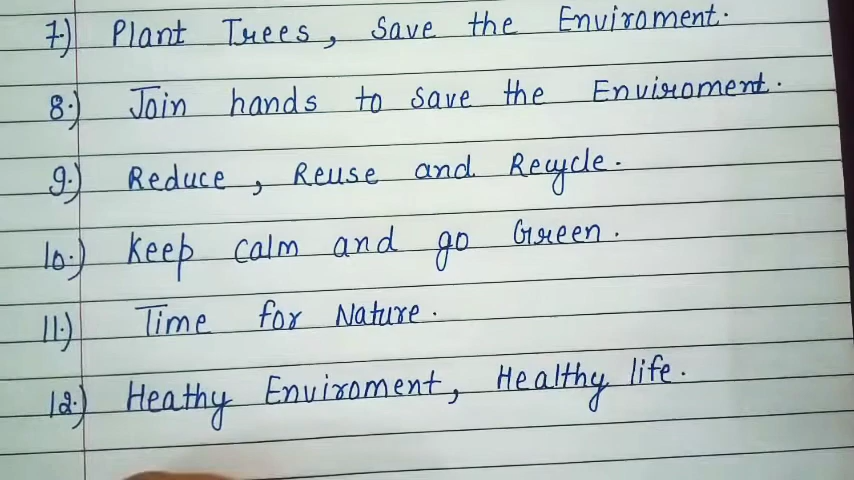 7.) Plant Trees, Save the Enviroment.
8.) Join hands to save the Enviroment.
9.) Reduce, Reuse and Recycle.
10.) Keep calm and go Green.
11.) Time for Nature.
12.) Heathy Enviroment, Healthy life.